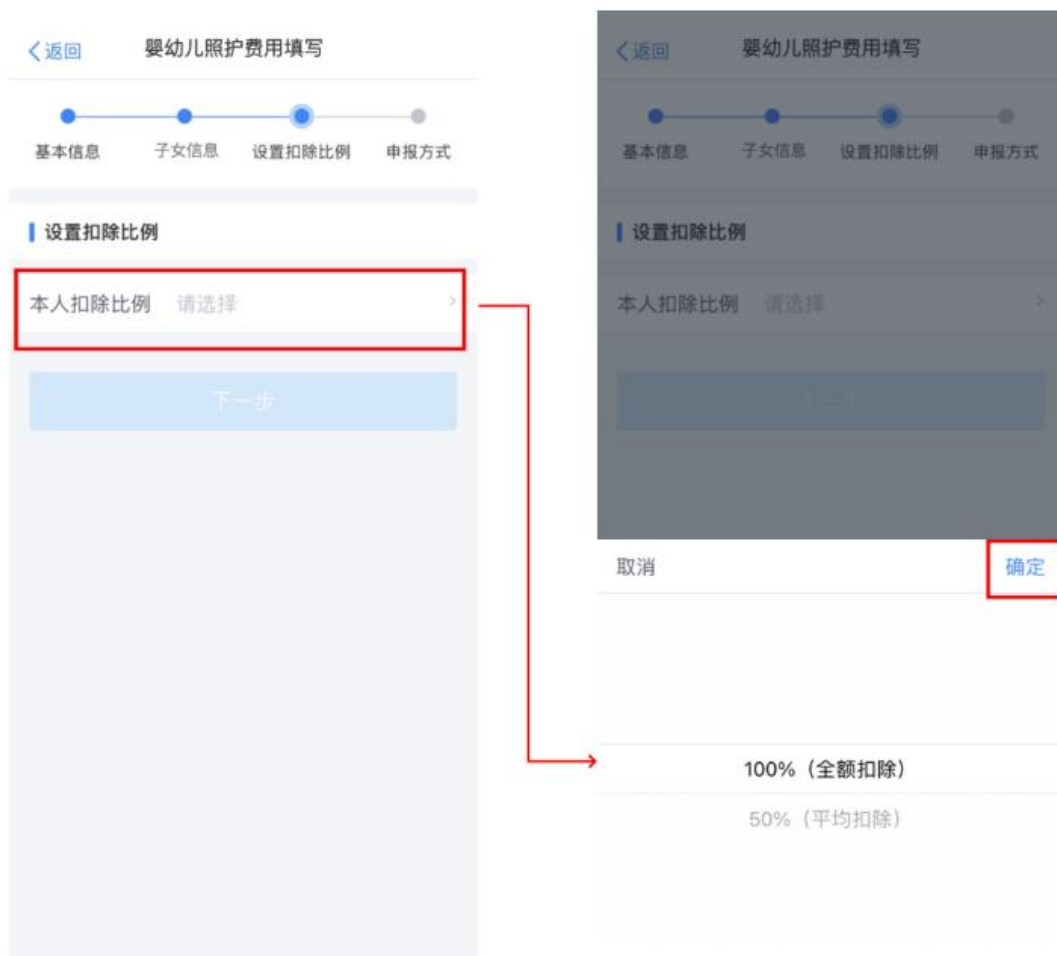 返回
婴幼儿照护费用填写
基本信息
子女信息
设置扣除比例
申报方式
设置扣除比例
本人扣除比例 请选择
下一步
返回
婴幼儿照护费用填写
基本信息
子女信息
设置扣除比例
申报方式
设置扣除比例
本人扣除比例 请选择
下一步
取消
确定
100%（全额扣除）
50%（平均扣除）